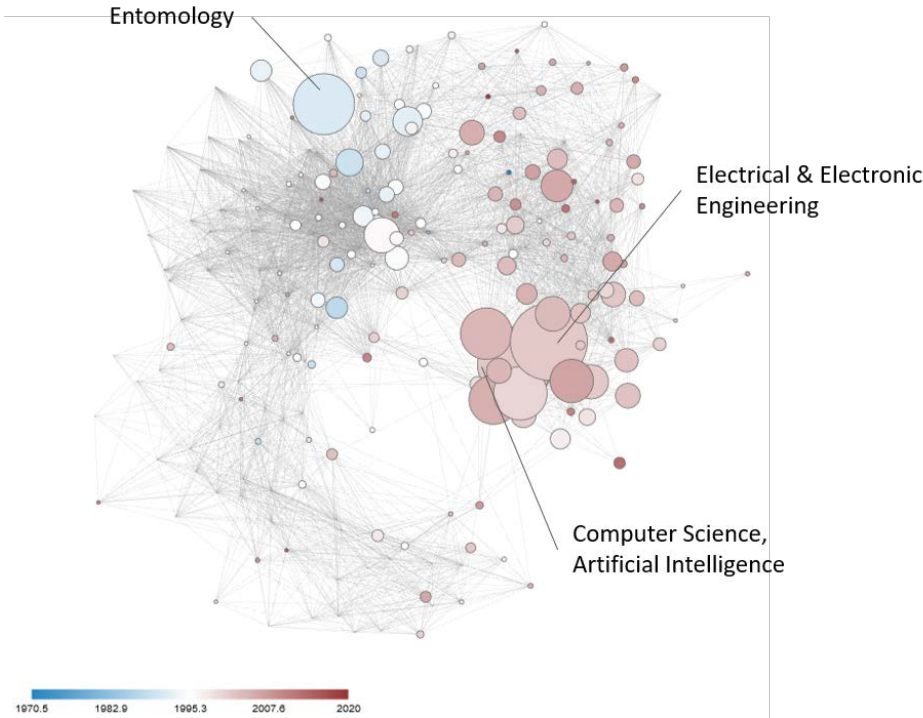 Entomology
Electrical & Electronic
Engineering
Computer Science,
Artificial Intelligence
1970.5 1982.9 1995.3 2007.6 2020